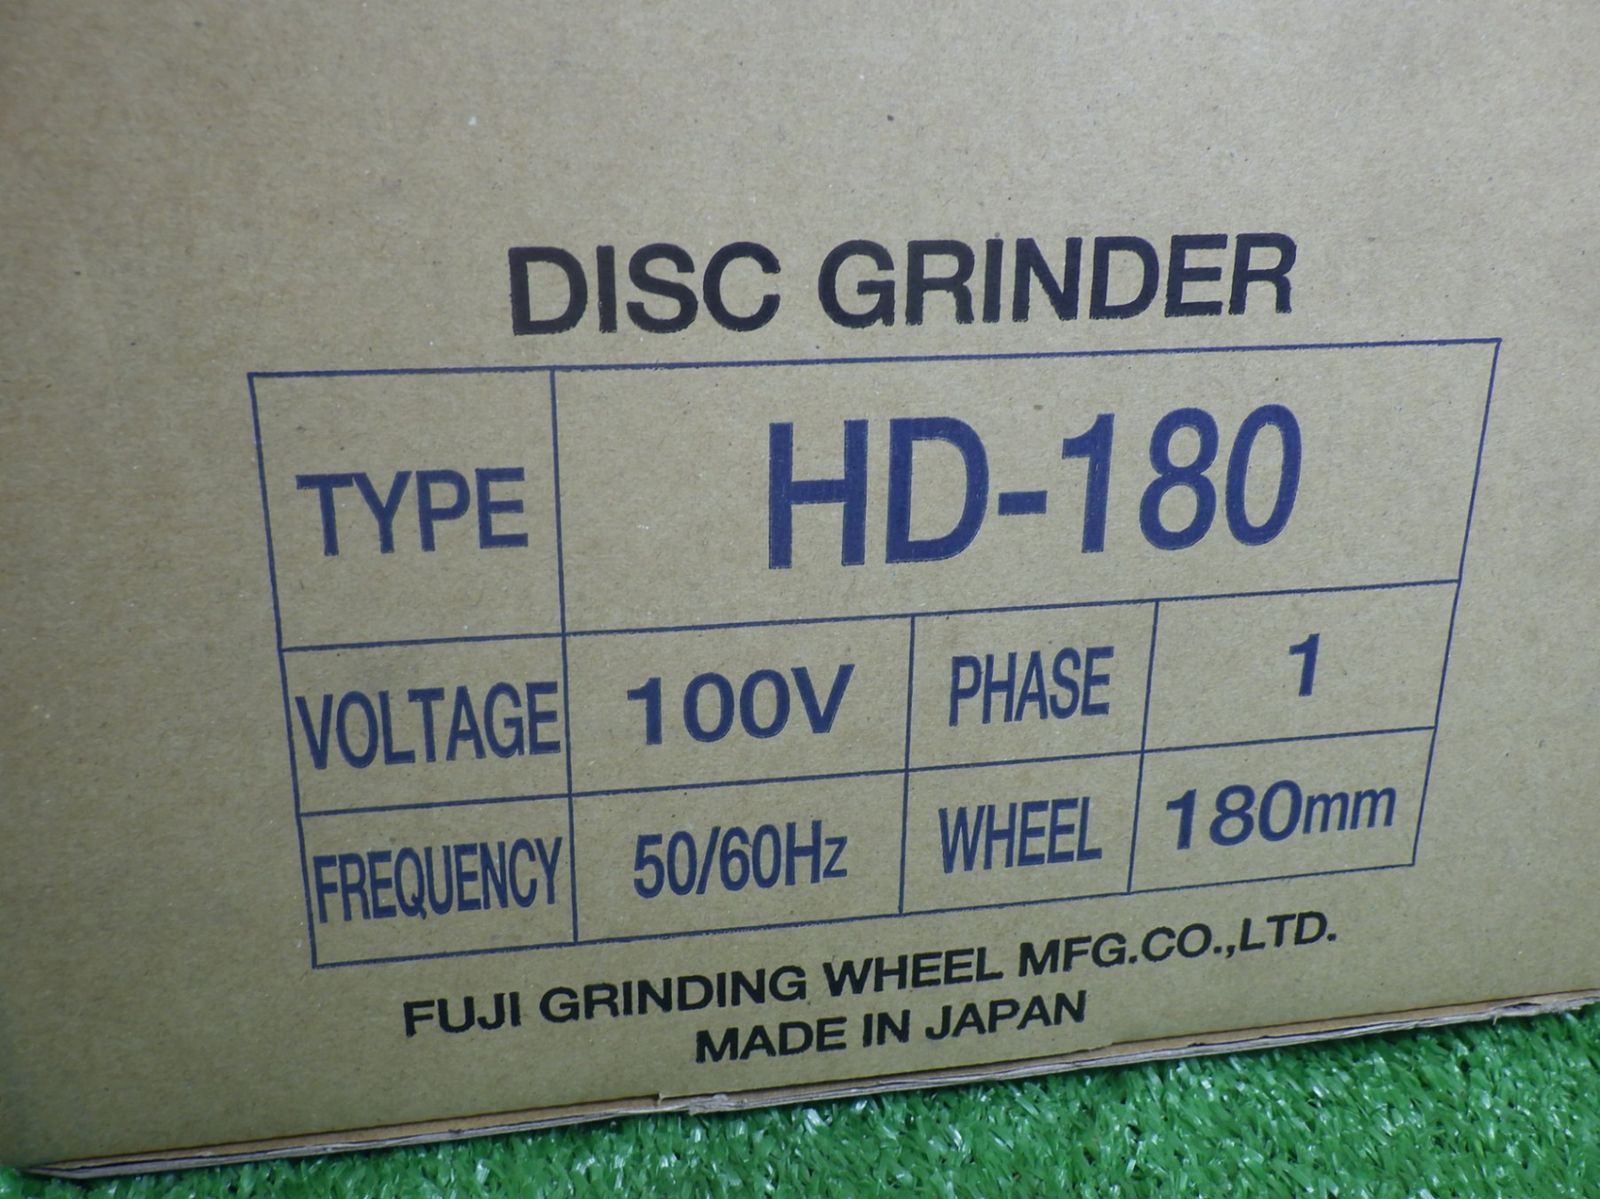 DISC GRINDER
TYPE HD-180
VOLTAGE 100V PHASE 1
FREQUENCY 50/60Hz WHEEL 180mm
FUJI GRINDING WHEEL MFG.CO.,LTD.
MADE IN JAPAN